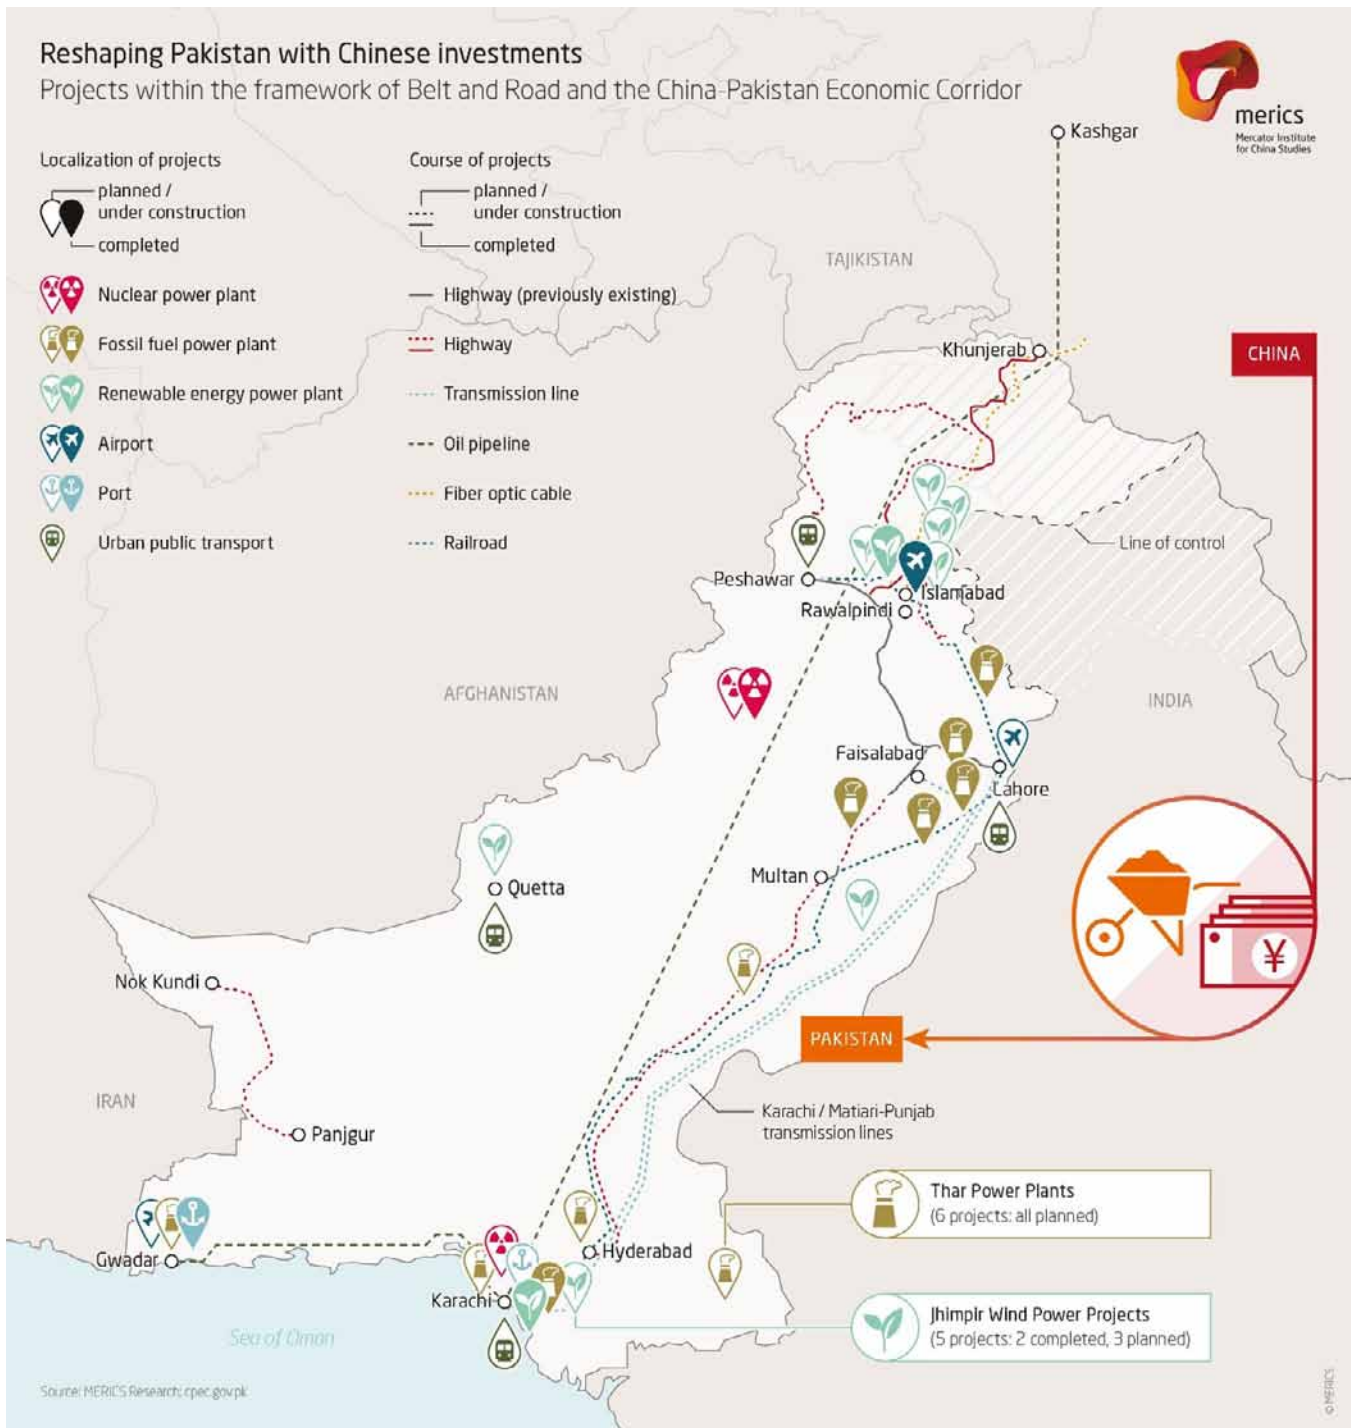 Reshaping Pakistan with Chinese investments
Projects within the framework of Belt and Road and the China-Pakistan Economic Corridor
merics
Mercator Institute
for China Studies
Localization of projects
planned /
under construction
completed
Nuclear power plant
Fossil fuel power plant
Renewable energy power plant
Airport
Port
Urban public transport
Course of projects
planned /
under construction
completed
Highway (previously existing)
Highway
Transmission line
Oil pipeline
Fiber optic cable
Railroad
Kashgar
TAJIKISTAN
Khunjerab
CHINA
Line of control
Peshawar
Islamabad
Rawalpindi
AFGHANISTAN
INDIA
Faisalabad
Lahore
Multan
Quetta
Nok Kundi
¥
PAKISTAN
IRAN
Panjgur
Karachi / Matiari-Punjab
transmission lines
Thar Power Plants
(6 projects: all planned)
Gwadar
Hyderabad
Karachi
Jhimpir Wind Power Projects
(5 projects: 2 completed, 3 planned)
Sea of Oman
Source: MERICS Research; cpec.gov.pk
© MERICS